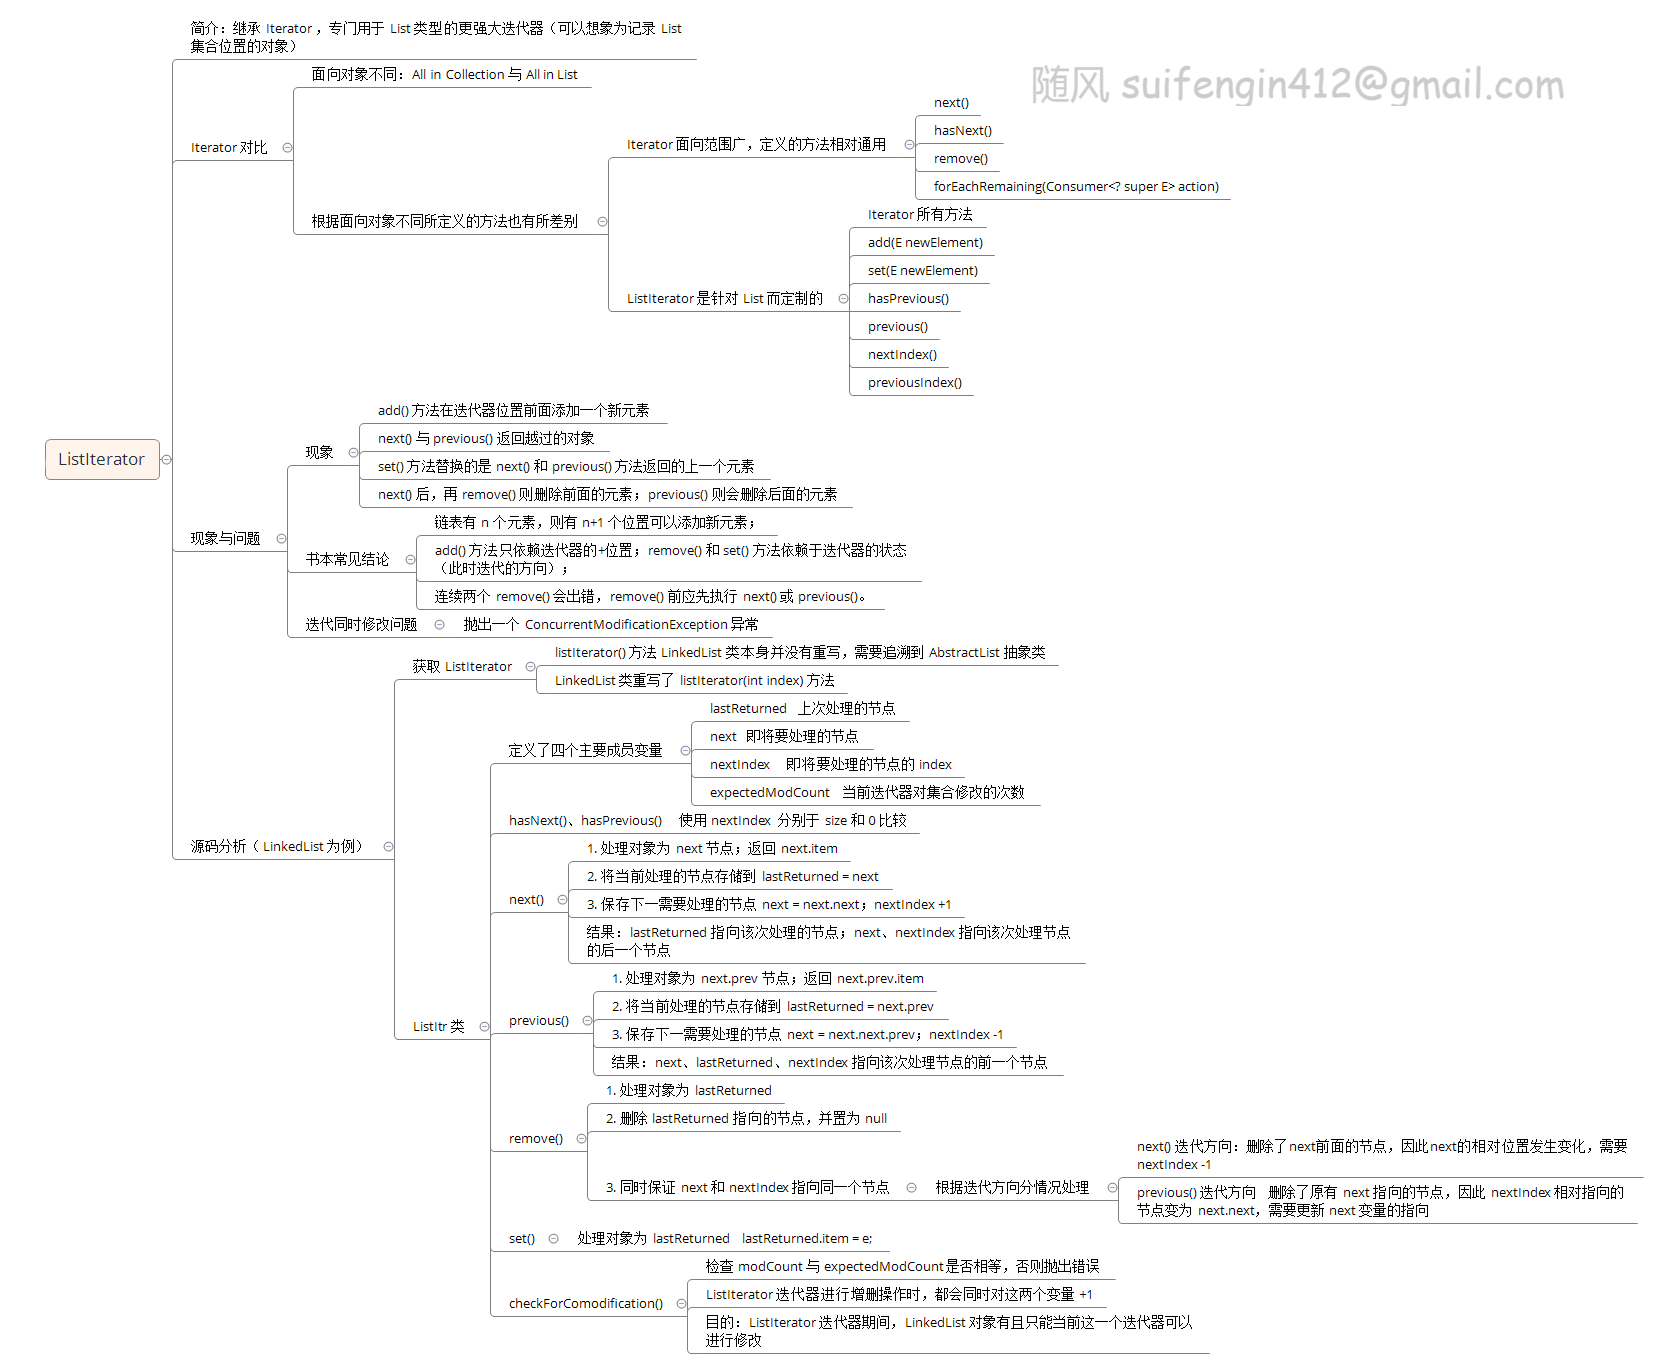 简介：继承 Iterator ，专门用于 List 类型的更强大迭代器（可以想象为记录 List
集合位置的对象）
面向对象不同：All in Collection 与 All in List
随风 suifengin412@gmail.com
next()
hasNext()
Iterator 面向范围广，定义的方法相对通用
Iterator 对比
remove()
forEachRemaining(Consumer<? super E> action)
根据面向对象不同所定义的方法也有所差别
Iterator 所有方法
add(E newElement)
set(E newElement)
ListIterator 是针对 List 而定制的
hasPrevious()
previous()
nextIndex()
previousIndex()
add() 方法在迭代器位置前面添加一个新元素
next() 与 previous() 返回越过的对象
现象
ListIterator
set() 方法替换的是 next() 和 previous() 方法返回的上一个元素
next() 后，再 remove() 则删除前面的元素；previous() 则会删除后面的元素
现象与问题
链表有 n 个元素，则有 n+1 个位置可以添加新元素；
书本常见结论
add() 方法只依赖迭代器的+位置；remove() 和 set() 方法依赖于迭代器的状态
（此时迭代的方向）；
连续两个 remove() 会出错，remove() 前应先执行 next() 或 previous()。
迭代同时修改问题
抛出一个 ConcurrentModificationException 异常
listIterator() 方法 LinkedList 类本身并没有重写，需要追溯到 AbstractList 抽象类
获取 ListIterator
LinkedList 类重写了 listIterator(int index) 方法
lastReturned 上次处理的节点
next 即将要处理的节点
定义了四个主要成员变量
nextIndex 即将要处理的节点的 index
expectedModCount 当前迭代器对集合修改的次数
hasNext()、hasPrevious() 使用 nextIndex 分别于 size 和 0 比较
源码分析（ LinkedList 为例）
1. 处理对象为 next 节点；返回 next.item
2. 将当前处理的节点存储到 lastReturned = next
next()
3. 保存下一需要处理的节点 next = next.next；nextIndex +1
结果：lastReturned 指向该次处理的节点；next、nextIndex 指向该次处理节点
的后一个节点
1. 处理对象为 next.prev 节点；返回 next.prev.item
2. 将当前处理的节点存储到 lastReturned = next.prev
previous()
ListItr 类
3. 保存下一需要处理的节点 next = next.next.prev；nextIndex -1
结果：next、lastReturned、nextIndex 指向该次处理节点的前一个节点
1. 处理对象为 lastReturned
2. 删除 lastReturned 指向的节点，并置为 null
remove()
3. 同时保证 next 和 nextIndex 指向同一个节点
根据迭代方向分情况处理
next() 迭代方向：删除了next前面的节点，因此next的相对位置发生变化，需要
nextIndex -1
previous() 迭代方向 删除了原有 next 指向的节点，因此 nextIndex 相对指向的
节点变为 next.next，需要更新 next 变量的指向
set()
处理对象为 lastReturned lastReturned.item = e;
检查 modCount 与 expectedModCount 是否相等，否则抛出错误
checkForComodification()
ListIterator 迭代器进行增删操作时，都会同时对这两个变量 +1
目的：ListIterator 迭代器期间，LinkedList 对象有且只能当前这一个迭代器可以
进行修改